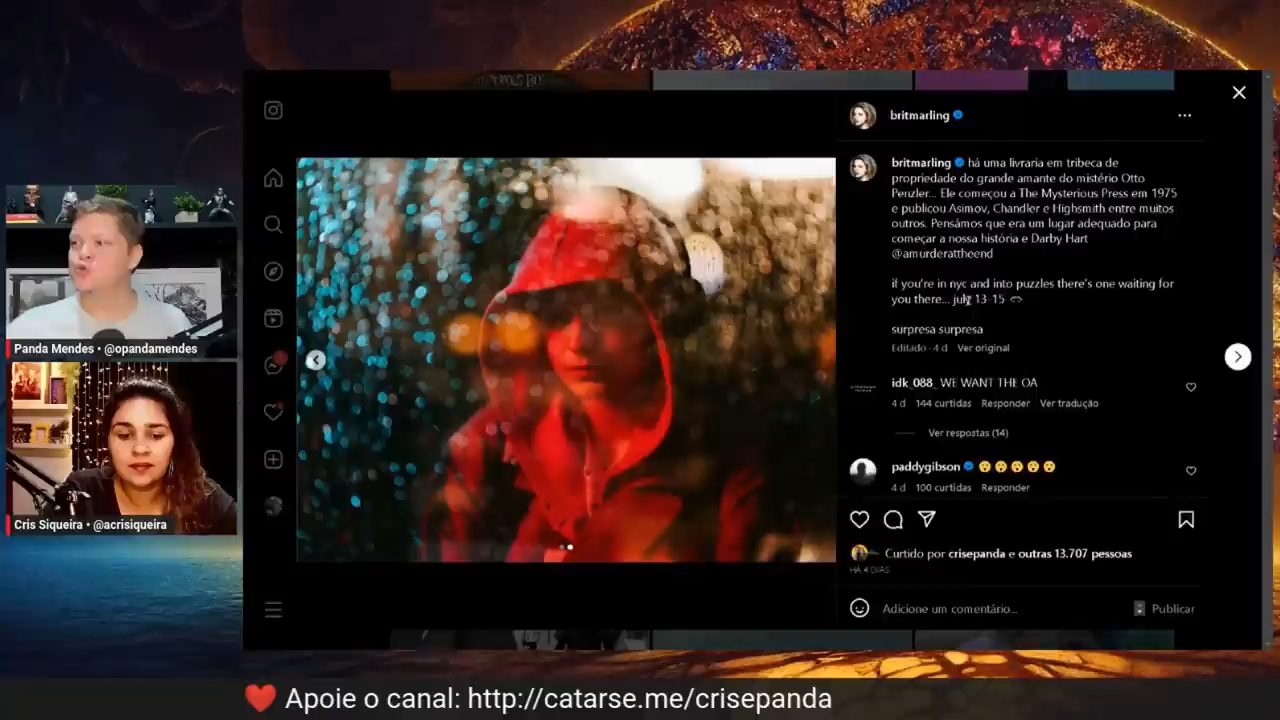 britmarling
britmarling há uma livraria em tribeca de
propriedade do grande amante do mistério Otto
Penzler... Ele começou a The Mysterious Press em 1975
e publicou Asimov, Chandler e Highsmith entre muitos
outros. Pensámos que era um lugar adequado para
começar a nossa história e Darby Hart
@amurderattheend
if you're in nyc and into puzzles there's one waiting for
you there... july 13-15
surpresa surpresa
Editado · 4 d Ver original
idk_088_ WE WANT THE OA
4 d 144 curtidas Responder Ver tradução
Ver respostas (14)
paddygibson 😮😮😮😮😮
4 d 100 curtidas Responder
Curtido por crisepanda e outras 13.707 pessoas
HÁ 4 DIAS
Adicione um comentário... Publicar
Panda Mendes • @opandamendes
Cris Siqueira • @acrisiqueira
❤️ Apoie o canal: http://catarse.me/crisepanda